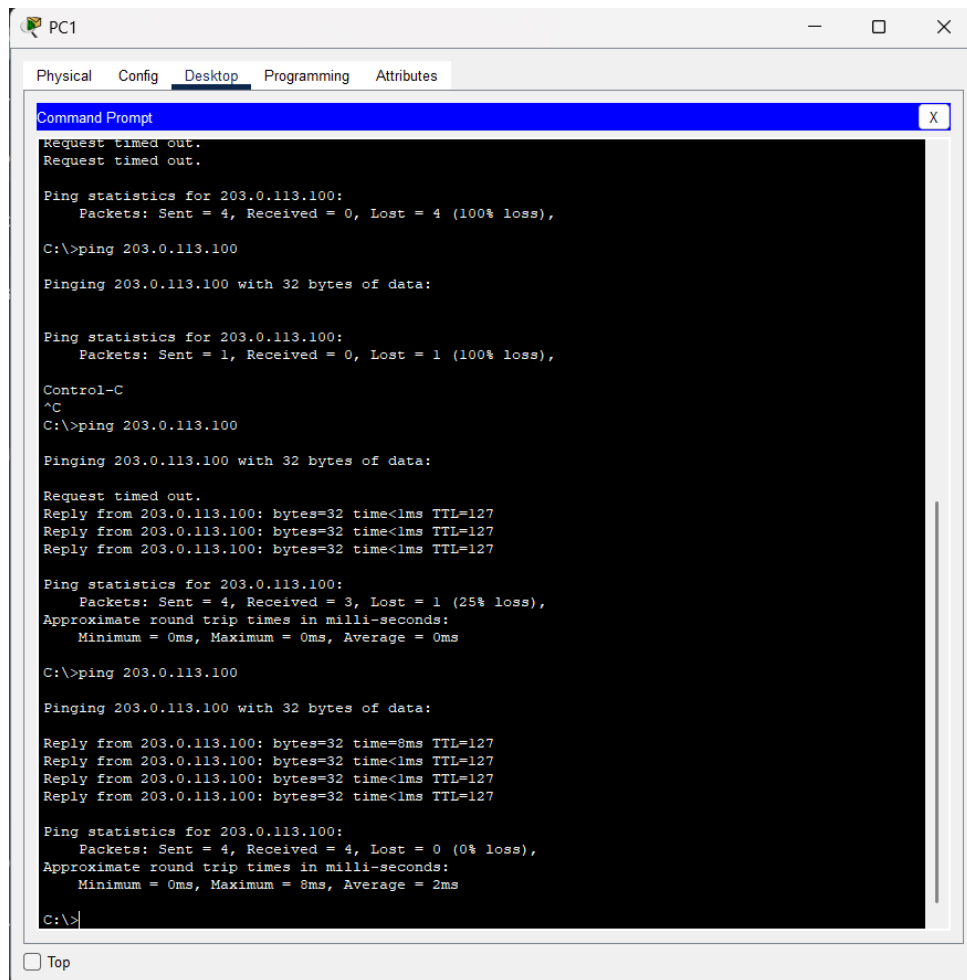 PC1
Physical Config Desktop Programming Attributes
Command Prompt
X
Request timed out.
Request timed out.
Ping statistics for 203.0.113.100:
Packets: Sent = 4, Received = 0, Lost = 4 (100% loss),
C:\>ping 203.0.113.100
Pinging 203.0.113.100 with 32 bytes of data:
Ping statistics for 203.0.113.100:
Packets: Sent = 1, Received = 0, Lost = 1 (100% loss),
Control-C
^C
C:\>ping 203.0.113.100
Pinging 203.0.113.100 with 32 bytes of data:
Request timed out.
Reply from 203.0.113.100: bytes=32 time<1ms TTL=127
Reply from 203.0.113.100: bytes=32 time<1ms TTL=127
Reply from 203.0.113.100: bytes=32 time<1ms TTL=127
Ping statistics for 203.0.113.100:
Packets: Sent = 4, Received = 3, Lost = 1 (25% loss),
Approximate round trip times in milli-seconds:
Minimum = 0ms, Maximum = 0ms, Average = 0ms
C:\>ping 203.0.113.100
Pinging 203.0.113.100 with 32 bytes of data:
Reply from 203.0.113.100: bytes=32 time=8ms TTL=127
Reply from 203.0.113.100: bytes=32 time<1ms TTL=127
Reply from 203.0.113.100: bytes=32 time<1ms TTL=127
Reply from 203.0.113.100: bytes=32 time<1ms TTL=127
Ping statistics for 203.0.113.100:
Packets: Sent = 4, Received = 4, Lost = 0 (0% loss),
Approximate round trip times in milli-seconds:
Minimum = 0ms, Maximum = 8ms, Average = 2ms
C:\>
Top